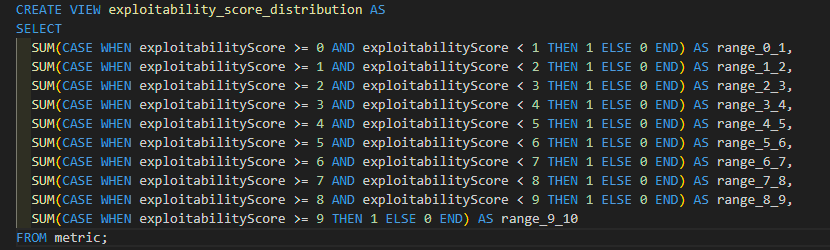 CREATE VIEW exploitability_score_distribution AS
SELECT
  SUM(CASE WHEN exploitabilityScore >= 0 AND exploitabilityScore < 1 THEN 1 ELSE 0 END) AS range_0_1,
  SUM(CASE WHEN exploitabilityScore >= 1 AND exploitabilityScore < 2 THEN 1 ELSE 0 END) AS range_1_2,
  SUM(CASE WHEN exploitabilityScore >= 2 AND exploitabilityScore < 3 THEN 1 ELSE 0 END) AS range_2_3,
  SUM(CASE WHEN exploitabilityScore >= 3 AND exploitabilityScore < 4 THEN 1 ELSE 0 END) AS range_3_4,
  SUM(CASE WHEN exploitabilityScore >= 4 AND exploitabilityScore < 5 THEN 1 ELSE 0 END) AS range_4_5,
  SUM(CASE WHEN exploitabilityScore >= 5 AND exploitabilityScore < 6 THEN 1 ELSE 0 END) AS range_5_6,
  SUM(CASE WHEN exploitabilityScore >= 6 AND exploitabilityScore < 7 THEN 1 ELSE 0 END) AS range_6_7,
  SUM(CASE WHEN exploitabilityScore >= 7 AND exploitabilityScore < 8 THEN 1 ELSE 0 END) AS range_7_8,
  SUM(CASE WHEN exploitabilityScore >= 8 AND exploitabilityScore < 9 THEN 1 ELSE 0 END) AS range_8_9,
  SUM(CASE WHEN exploitabilityScore >= 9 THEN 1 ELSE 0 END) AS range_9_10
FROM metric;